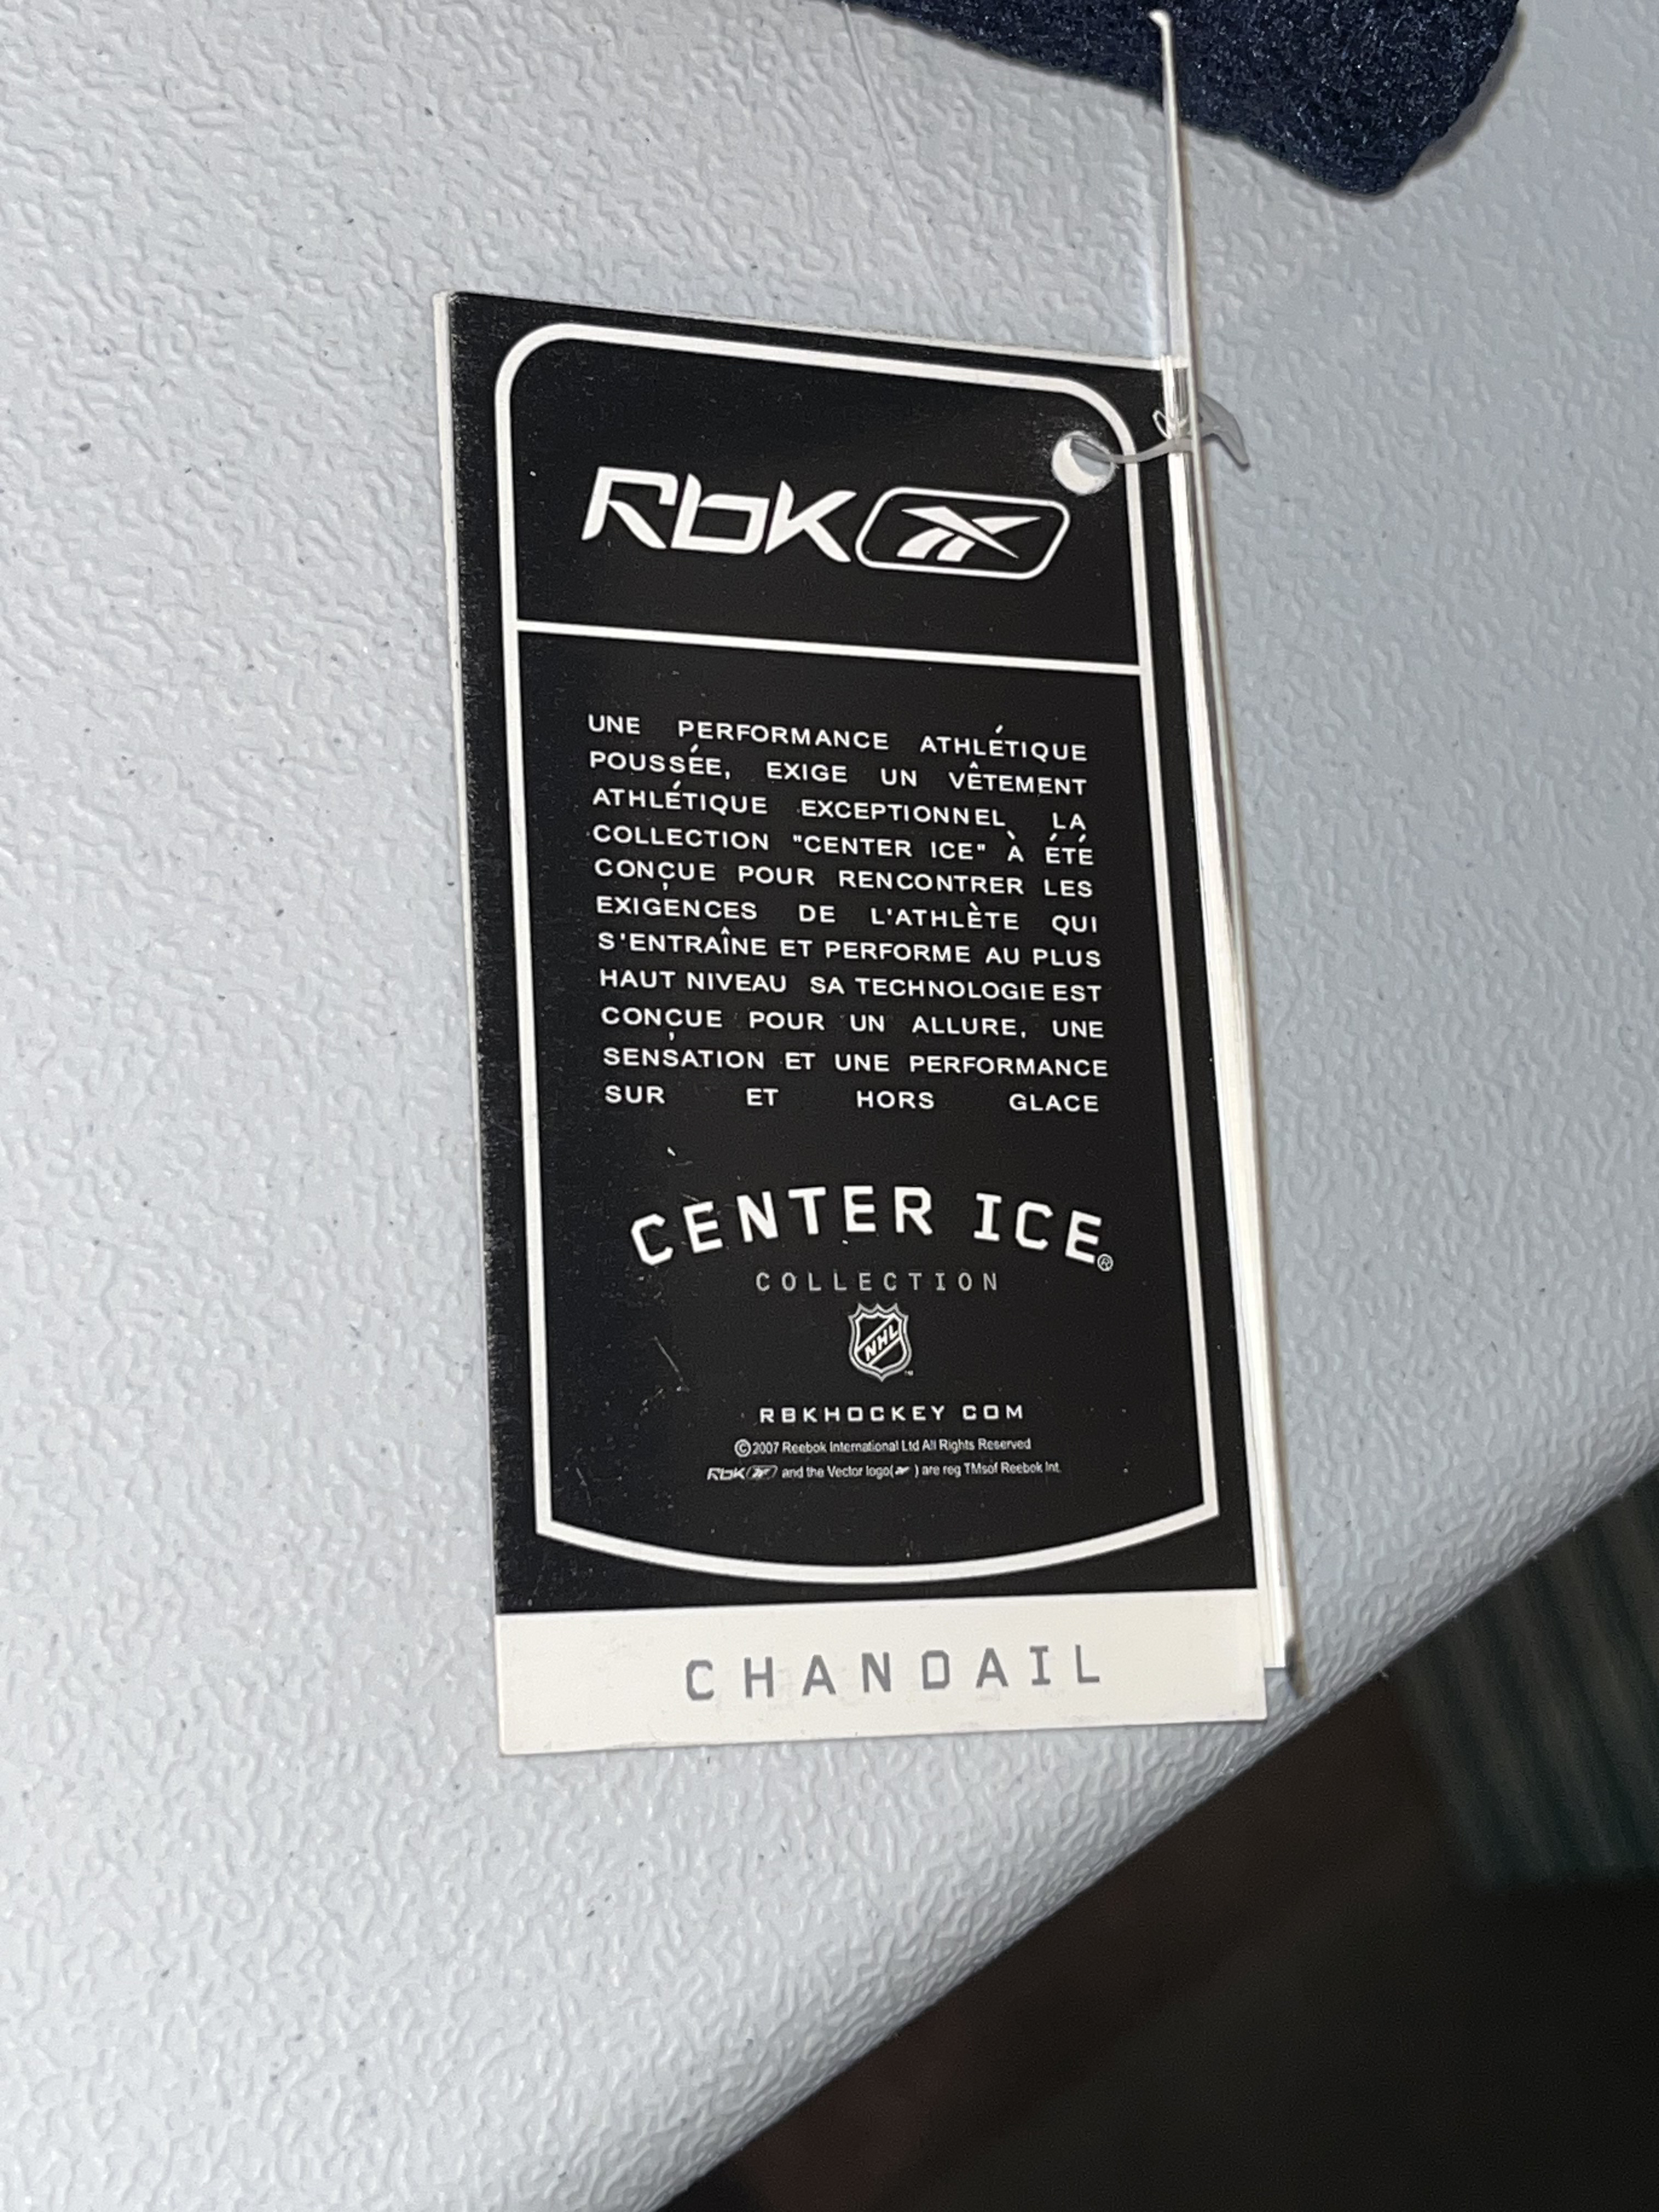 Rbk
UNE PERFORMANCE ATHLÉTIQUE
POUSSÉE, EXIGE UN VÊTEMENT
ATHLÉTIQUE EXCEPTIONNEL LA
COLLECTION "CENTER ICE" À ÉTÉ
CONÇUE POUR RENCONTRER LES
EXIGENCES DE L'ATHLÈTE QUI
S'ENTRAÎNE ET PERFORME AU PLUS
HAUT NIVEAU SA TECHNOLOGIE EST
CONÇUE POUR UN ALLURE, UNE
SENSATION ET UNE PERFORMANCE
SUR ET HORS GLACE
CENTER ICE®
COLLECTION
NHL ™
RBKHOCKEY COM
©2007 Reebok International Ltd All Rights Reserved
Rbk and the Vector logo( ) are reg TMsof Reebok Int.
CHANDAIL